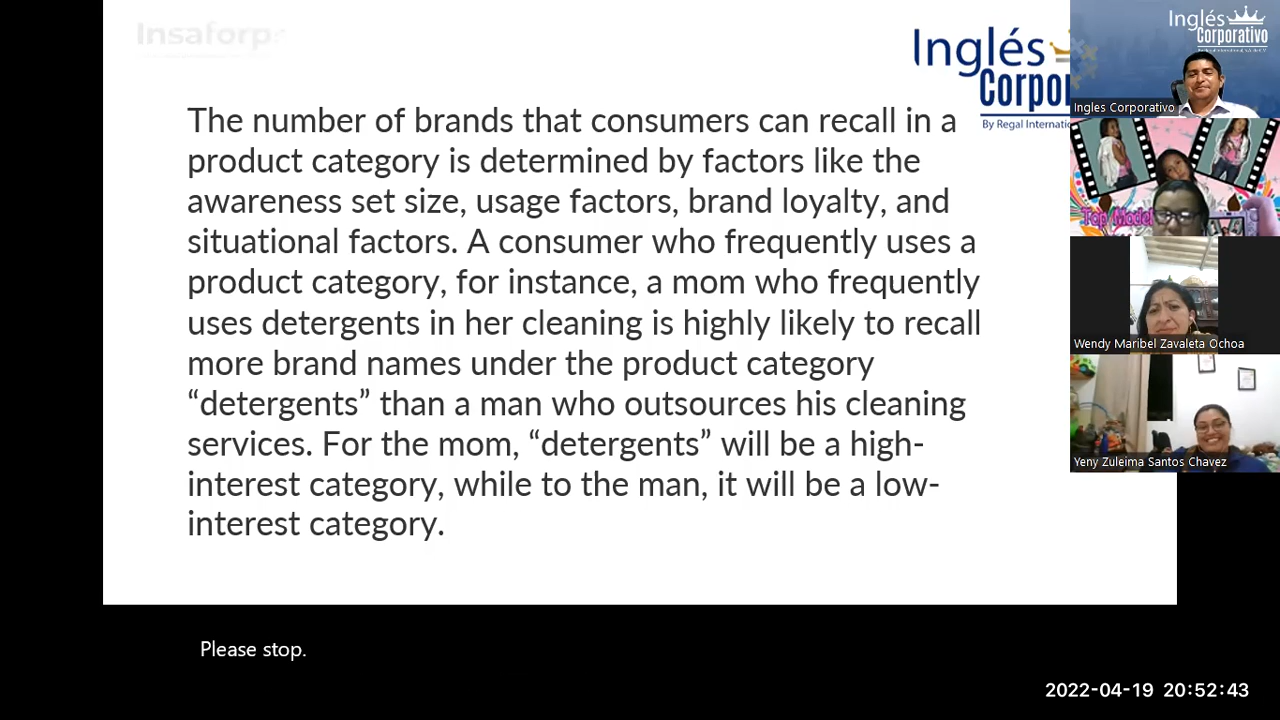 Insaforp
Inglés
Corpor
By Regal Internatio
The number of brands that consumers can recall in a
product category is determined by factors like the
awareness set size, usage factors, brand loyalty, and
situational factors. A consumer who frequently uses a
product category, for instance, a mom who frequently
uses detergents in her cleaning is highly likely to recall
more brand names under the product category
“detergents” than a man who outsources his cleaning
services. For the mom, “detergents” will be a high-
interest category, while to the man, it will be a low-
interest category.
Inglés
Corporativo
Ingles Corporativo
Top Model
Wendy Maribel Zavaleta Ochoa
Yeny Zuleima Santos Chavez
Please stop.
2022-04-19 20:52:43